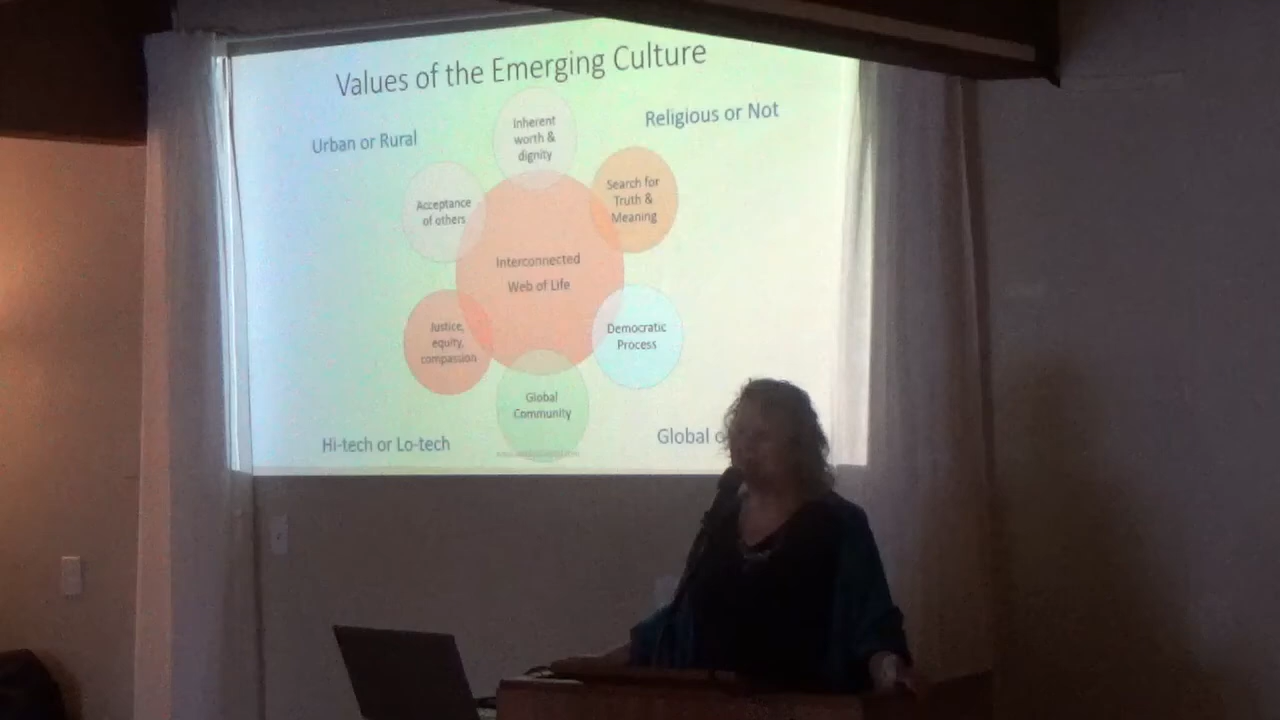 Values of the Emerging Culture
Religious or Not
Urban or Rural
Inherent
worth &
dignity
Acceptance
of others
Search for
Truth &
Meaning
Interconnected
Web of Life
Justice,
equity,
compassion
Democratic
Process
Global
Community
Hi-tech or Lo-tech
Global